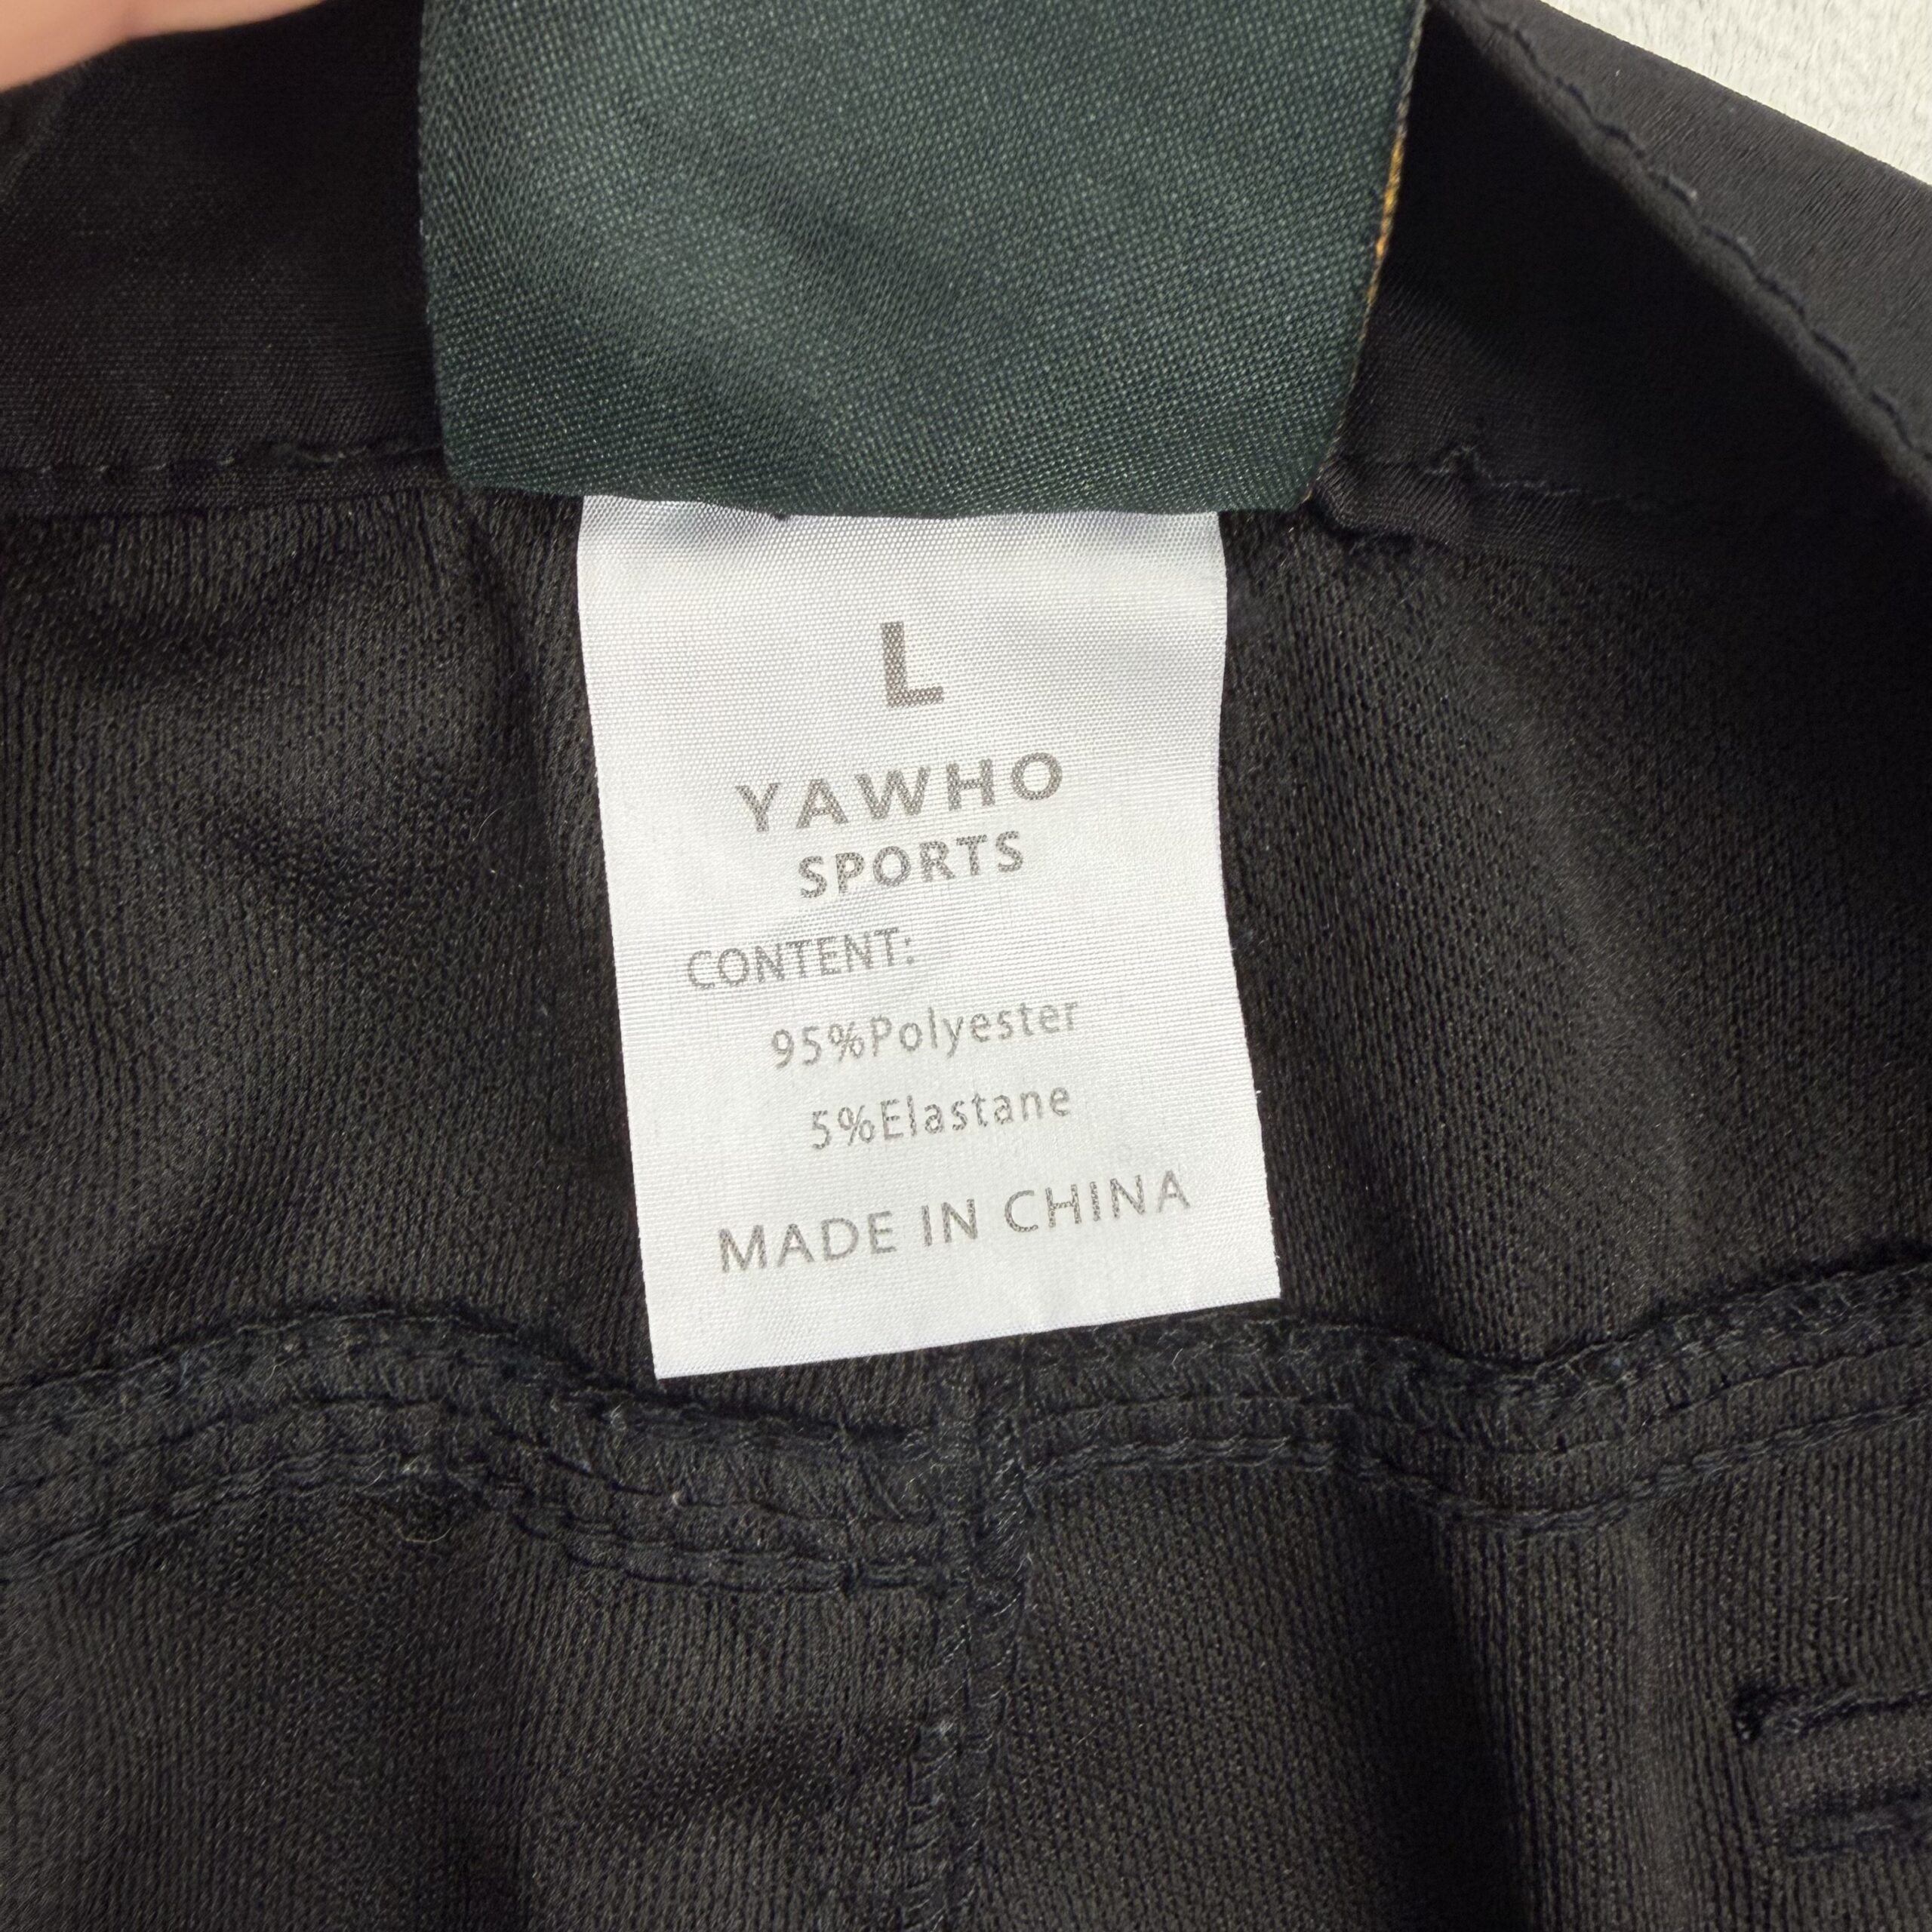 L
YAWHO
SPORTS
CONTENT:
95%Polyester
5%Elastane
MADE IN CHINA